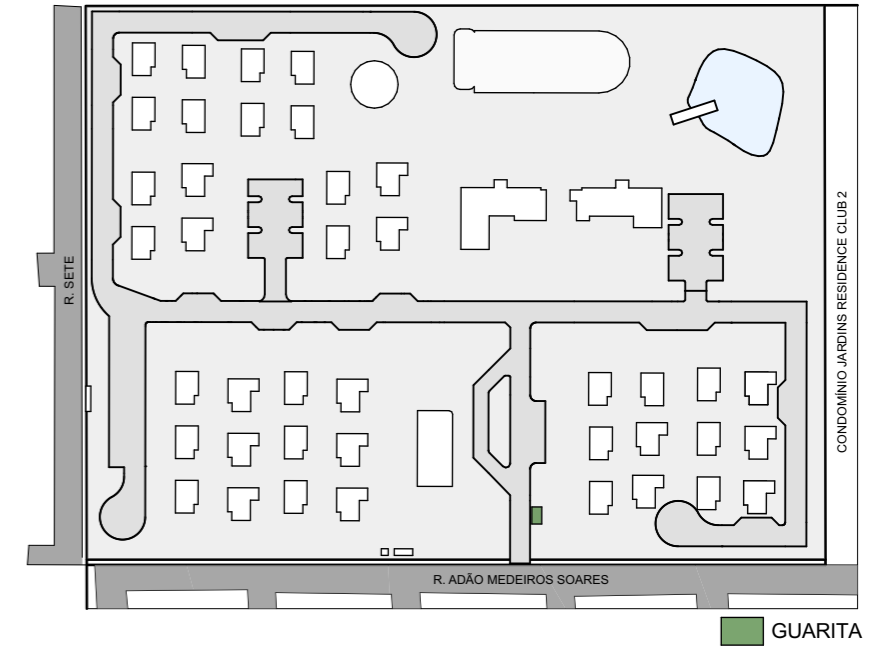 R. SETE
CONDOMÍNIO JARDINS RESIDENCE CLUB 2
R. ADÃO MEDEIROS SOARES
GUARITA